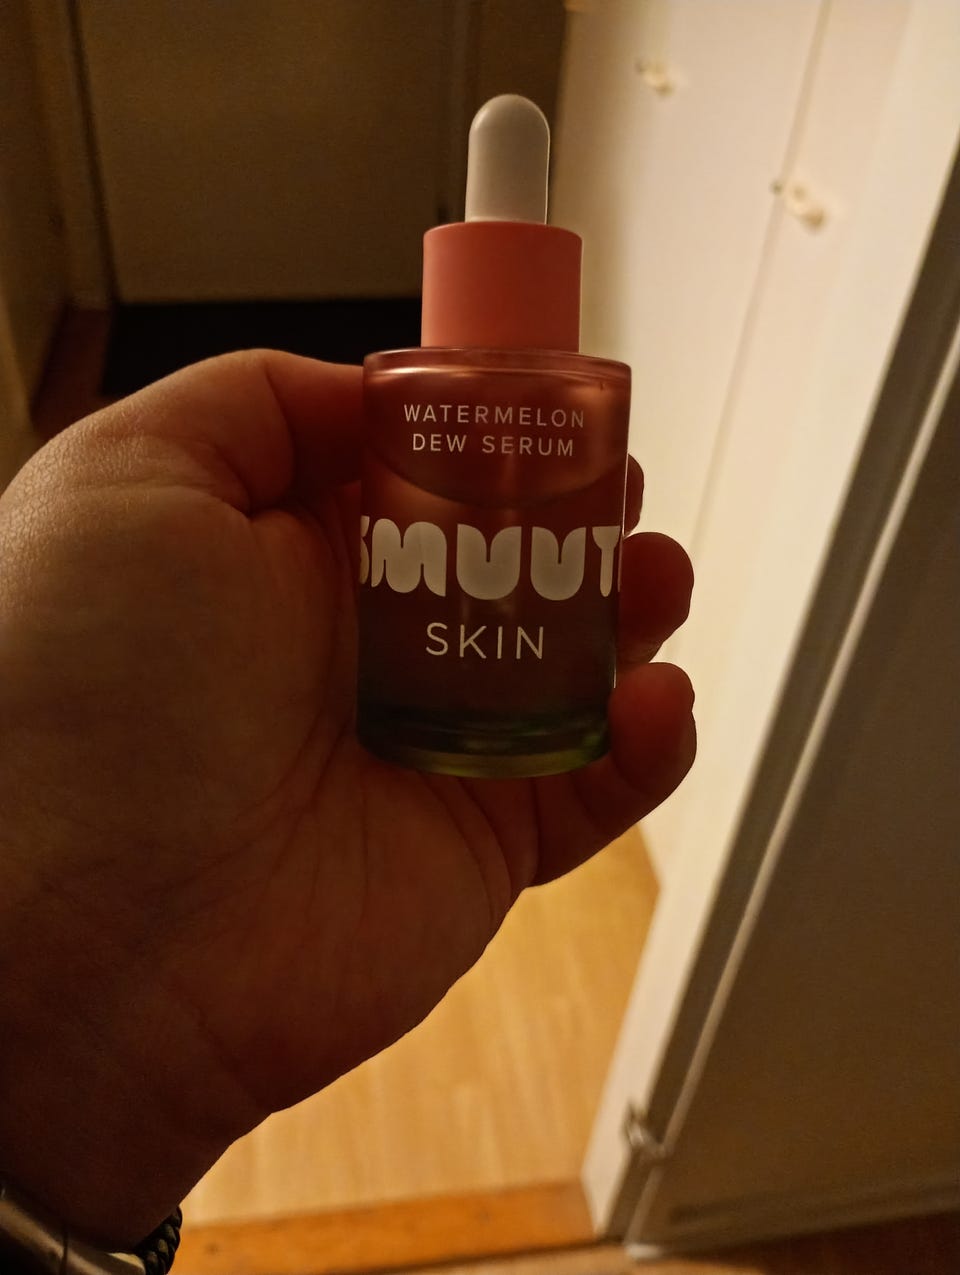 WATERMELON
DEW SERUM
SMUUT
SKIN